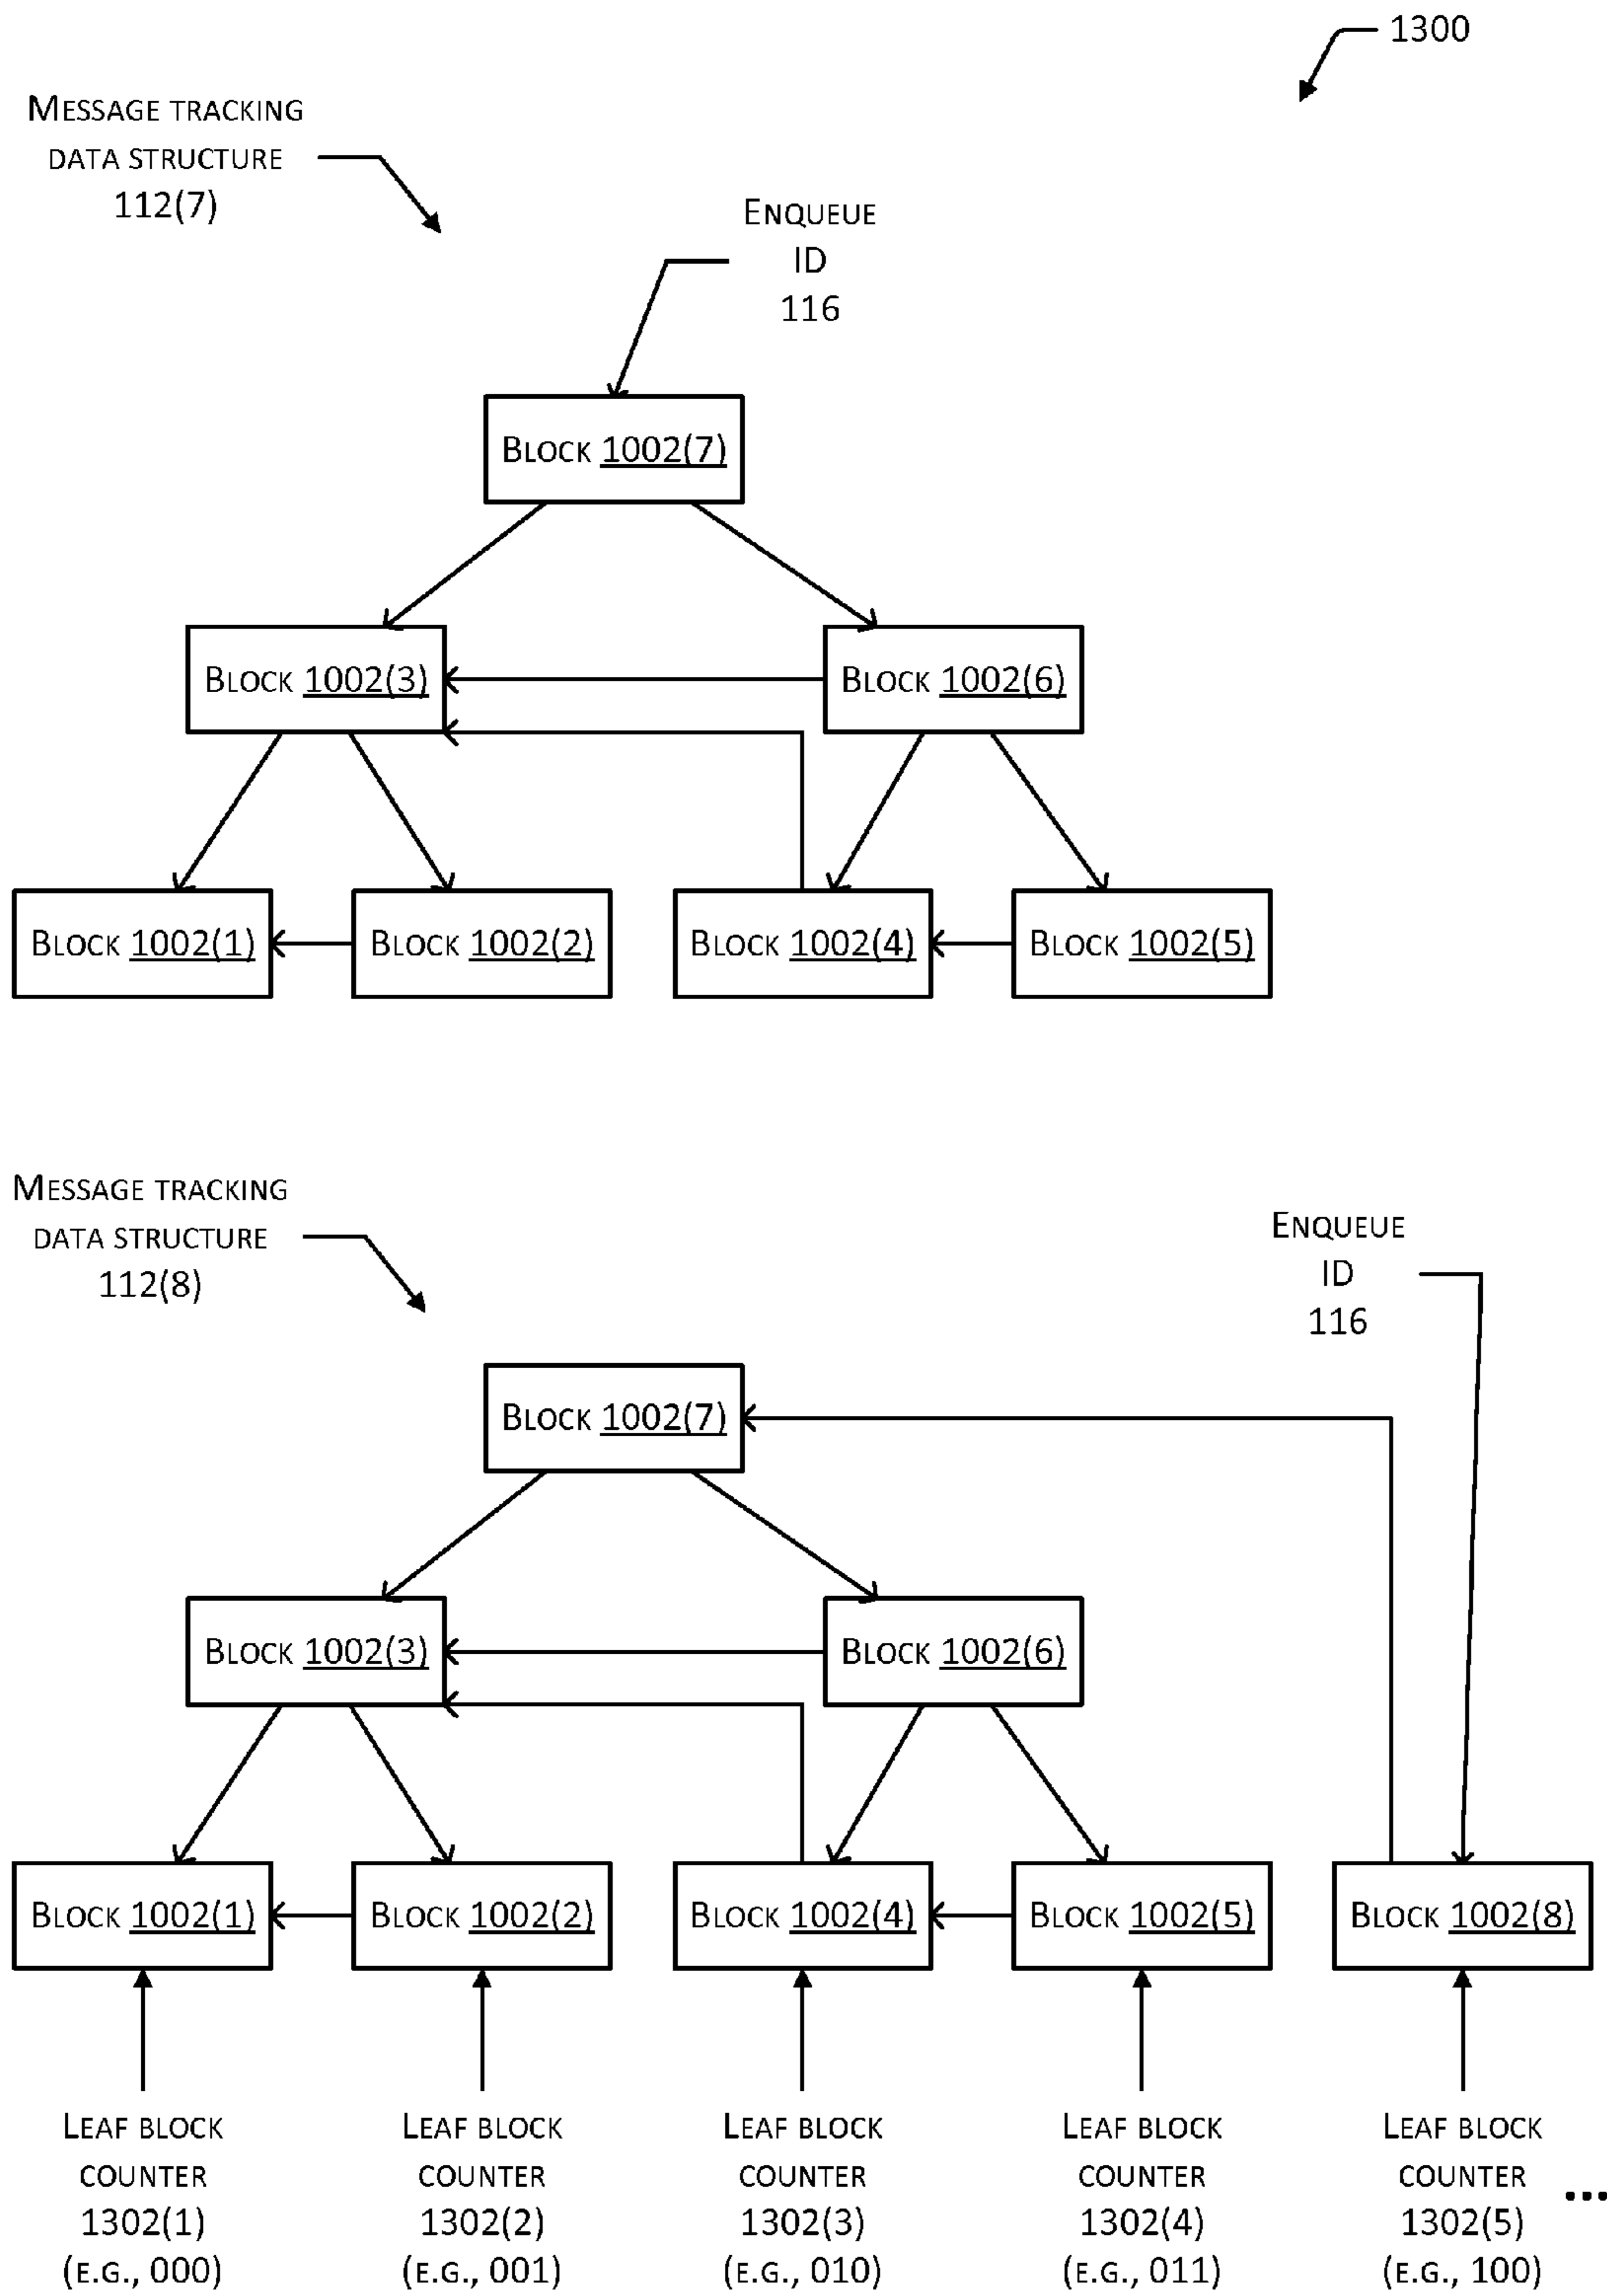 1300
MESSAGE TRACKING
DATA STRUCTURE
112(7)
ENQUEUE
ID
116
BLOCK 1002(7)
BLOCK 1002(3)
BLOCK 1002(6)
BLOCK 1002(1)
BLOCK 1002(2)
BLOCK 1002(4)
BLOCK 1002(5)
MESSAGE TRACKING
DATA STRUCTURE
112(8)
ENQUEUE
ID
116
BLOCK 1002(7)
BLOCK 1002(3)
BLOCK 1002(6)
BLOCK 1002(1)
BLOCK 1002(2)
BLOCK 1002(4)
BLOCK 1002(5)
BLOCK 1002(8)
LEAF BLOCK
COUNTER
1302(1)
(E.G., 000)
LEAF BLOCK
COUNTER
1302(2)
(E.G., 001)
LEAF BLOCK
COUNTER
1302(3)
(E.G., 010)
LEAF BLOCK
COUNTER
1302(4)
(E.G., 011)
LEAF BLOCK
COUNTER
1302(5)
(E.G., 100)
...